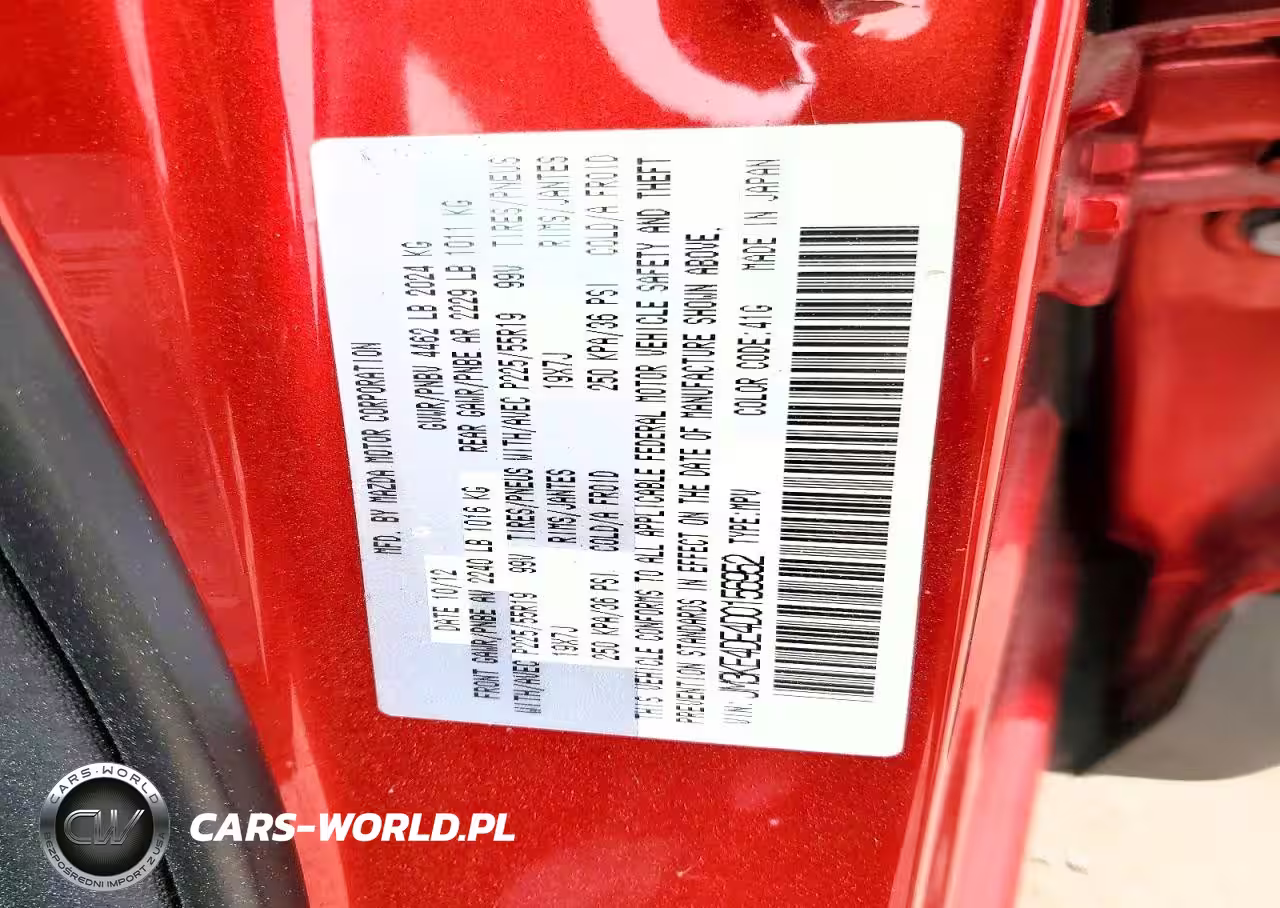 MFD. BY MAZDA MOTOR CORPORATION
DATE 10/12 GVWR/PNBV 4462 LB 2024 KG
FRONT GAWR/PNBE AV 2240 LB 1016 KG REAR GAWR/PNBE AR 2229 LB 1011 KG
WITH/AVEC P225/55R19 99V TIRES/PNEUS WITH/AVEC P225/55R19 99V TIRES/PNEUS
19X7J RIMS/JANTES 19X7J RIMS/JANTES
250 KPA/36 PSI COLD/A FROID 250 KPA/36 PSI COLD/A FROID
THIS VEHICLE CONFORMS TO ALL APPLICABLE FEDERAL MOTOR VEHICLE SAFETY AND THEFT
PREVENTION STANDARDS IN EFFECT ON THE DATE OF MANUFACTURE SHOWN ABOVE.
VIN: TYPE:MPV COLOR CODE:41G MADE IN JAPAN
CARS-WORLD
CW
BEZPOŚREDNI IMPORT Z USA
CARS-WORLD.PL